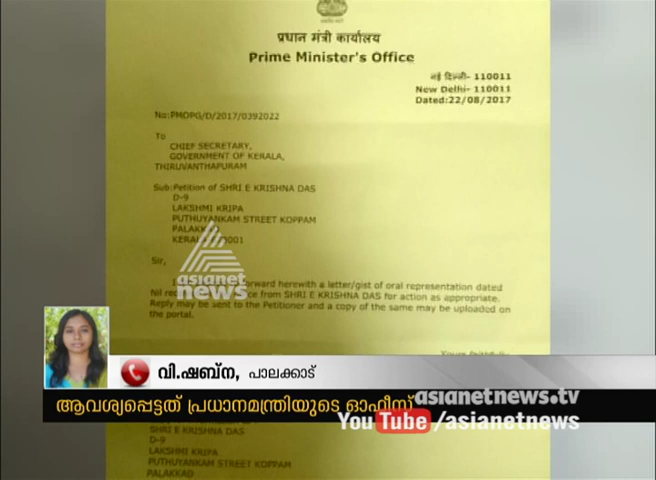 प्रधान मंत्री कार्यालय
Prime Minister's Office
नई दिल्ली- 110011
New Delhi- 110011
Dated:22/08/2017
No:PMOPG/D/2017/0392022
To
CHIEF SECRETARY,
GOVERNMENT OF KERALA,
THIRUVANTHAPURAM
Sub:Petition of SHRI E KRISHNA DAS
D-9
LAKSHMI KRIPA
PUTHUYANKAM STREET KOPPAM
PALAKKAD
KERALA
Sir,
herewith a letter/gist of oral representation dated
Nil from SHRI E KRISHNA DAS for action as appropriate.
Reply may be sent to the Petitioner and a copy of the same may be uploaded on
the portal.
asianet
news
വി.ഷബ്ന, പാലക്കാട്
ആവശ്യപ്പെട്ടത് പ്രധാനമന്ത്രിയുടെ ഓഫീസ്
asianetnews.tv
YouTube /asianetnews
SHRI E KRISHNA DAS
D-9
LAKSHMI KRIPA
PUTHUYANKAM STREET KOPPAM
PALAKKAD